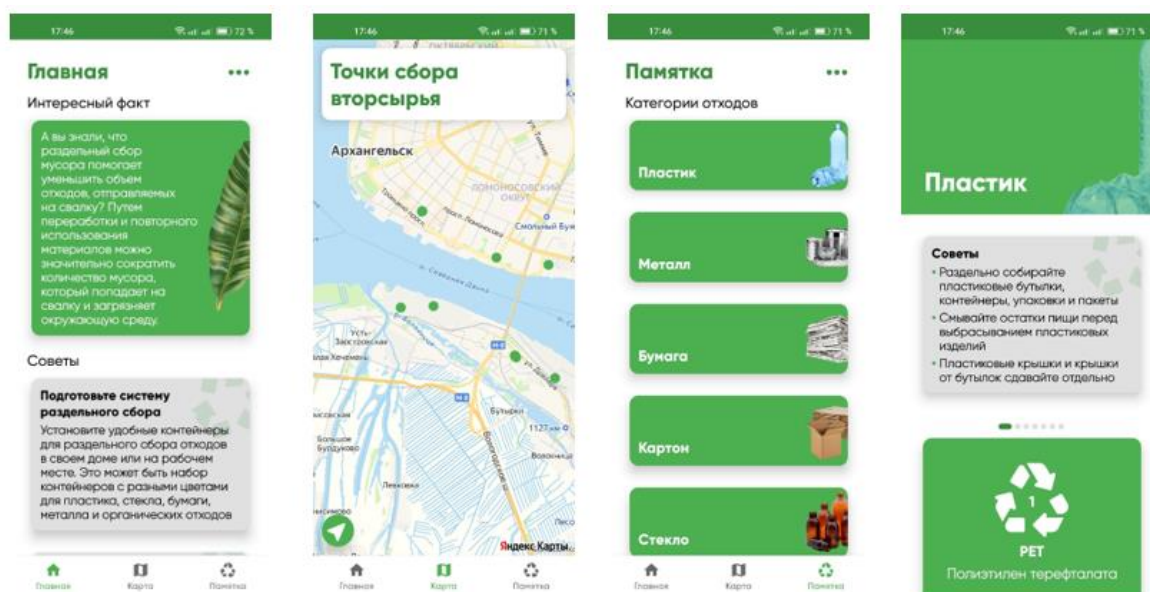 17:46
72 %
Главная
Интересный факт
А вы знали, что
раздельный сбор
мусора помогает
уменьшить объем
отходов, отправляемых
на свалку? Путем
переработки и повторного
использования
материалов можно
значительно сократить
количество мусора,
который попадает на
свалку и загрязняет
окружающую среду.
Советы
Подготовьте систему
раздельного сбора
Установите удобные контейнеры
для раздельного сбора отходов
в своем доме или на рабочем
месте. Это может быть набор
контейнеров с разными цветами
для пластика, стекла, бумаги,
металла и органических отходов
Главная
Карта
Памятка
17:46
71 %
Точки сбора
вторсырья
Архангельск
ЛОМОНОСОВСКИЙ
ОКРУГ
Смольный Буян
Бутырки
Левковка
Яндекс Карты
Главная
Карта
Памятка
17:46
71 %
Памятка
Категории отходов
Пластик
Металл
Бумага
Картон
Стекло
Главная
Карта
Памятка
17:46
71 %
Пластик
Советы
• Раздельно собирайте
пластиковые бутылки,
контейнеры, упаковки и пакеты
• Смывайте остатки пищи перед
выбрасыванием пластиковых
изделий
• Пластиковые крышки и крышки
от бутылок сдавайте отдельно
1
PET
Полиэтилен терефталата